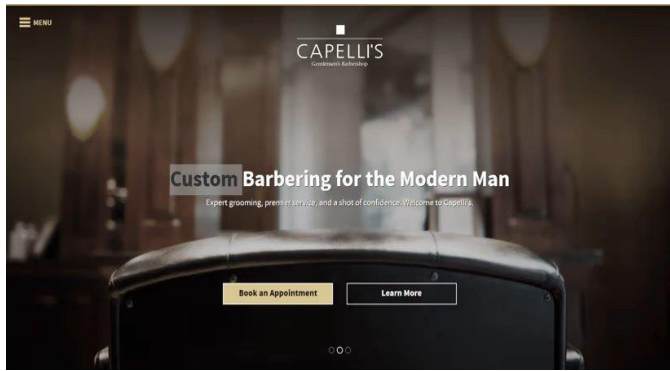 MENU
CAPELLI'S
Gentlemen's Barbershop
Custom Barbering for the Modern Man
Expert grooming, premier service, and a shot of confidence. Welcome to Capelli's.
Book an Appointment
Learn More